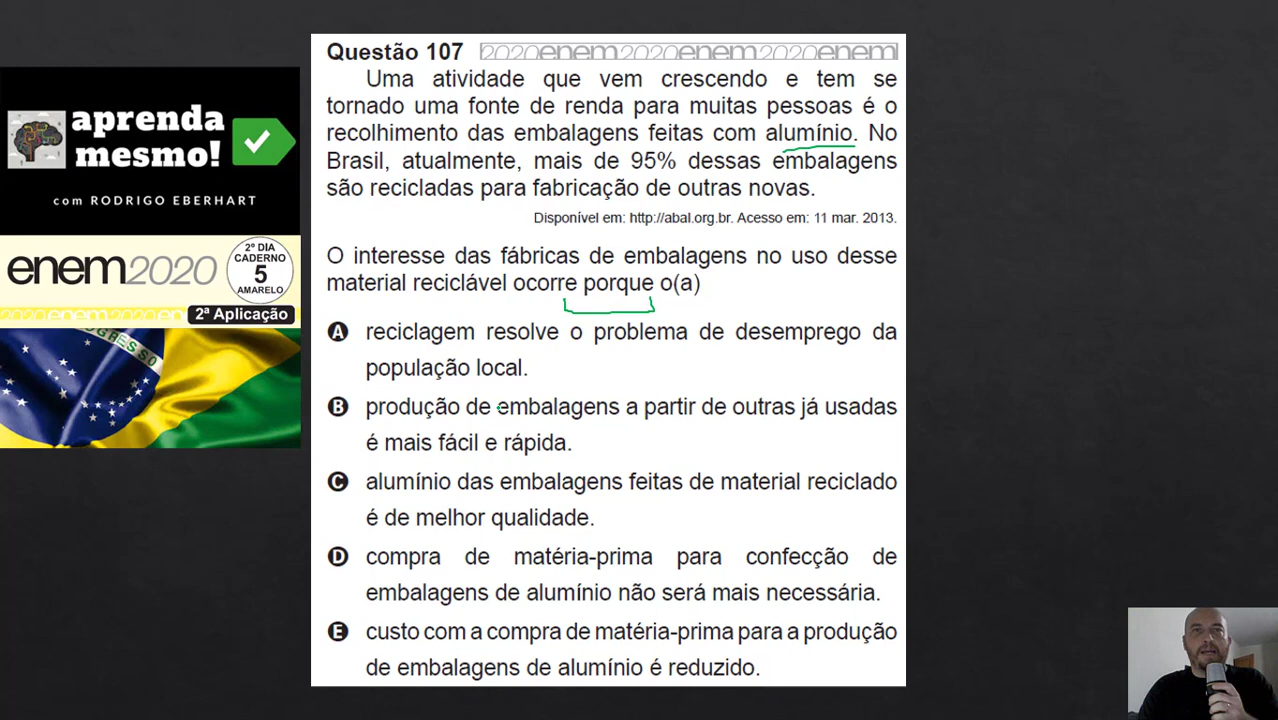 aprenda
mesmo!
com RODRIGO EBERHART
enem2020
2º DIA
CADERNO
5
AMARELO
2ª Aplicação
OGRESSO
Questão 107
2020enem2020enem2020enem
Uma atividade que vem crescendo e tem se
tornado uma fonte de renda para muitas pessoas é o
recolhimento das embalagens feitas com alumínio. No
Brasil, atualmente, mais de 95% dessas embalagens
são recicladas para fabricação de outras novas.
Disponível em: http://abal.org.br. Acesso em: 11 mar. 2013.
O interesse das fábricas de embalagens no uso desse
material reciclável ocorre porque o(a)
A reciclagem resolve o problema de desemprego da
população local.
B produção de embalagens a partir de outras já usadas
é mais fácil e rápida.
C alumínio das embalagens feitas de material reciclado
é de melhor qualidade.
D compra de matéria-prima para confecção de
embalagens de alumínio não será mais necessária.
E custo com a compra de matéria-prima para a produção
de embalagens de alumínio é reduzido.